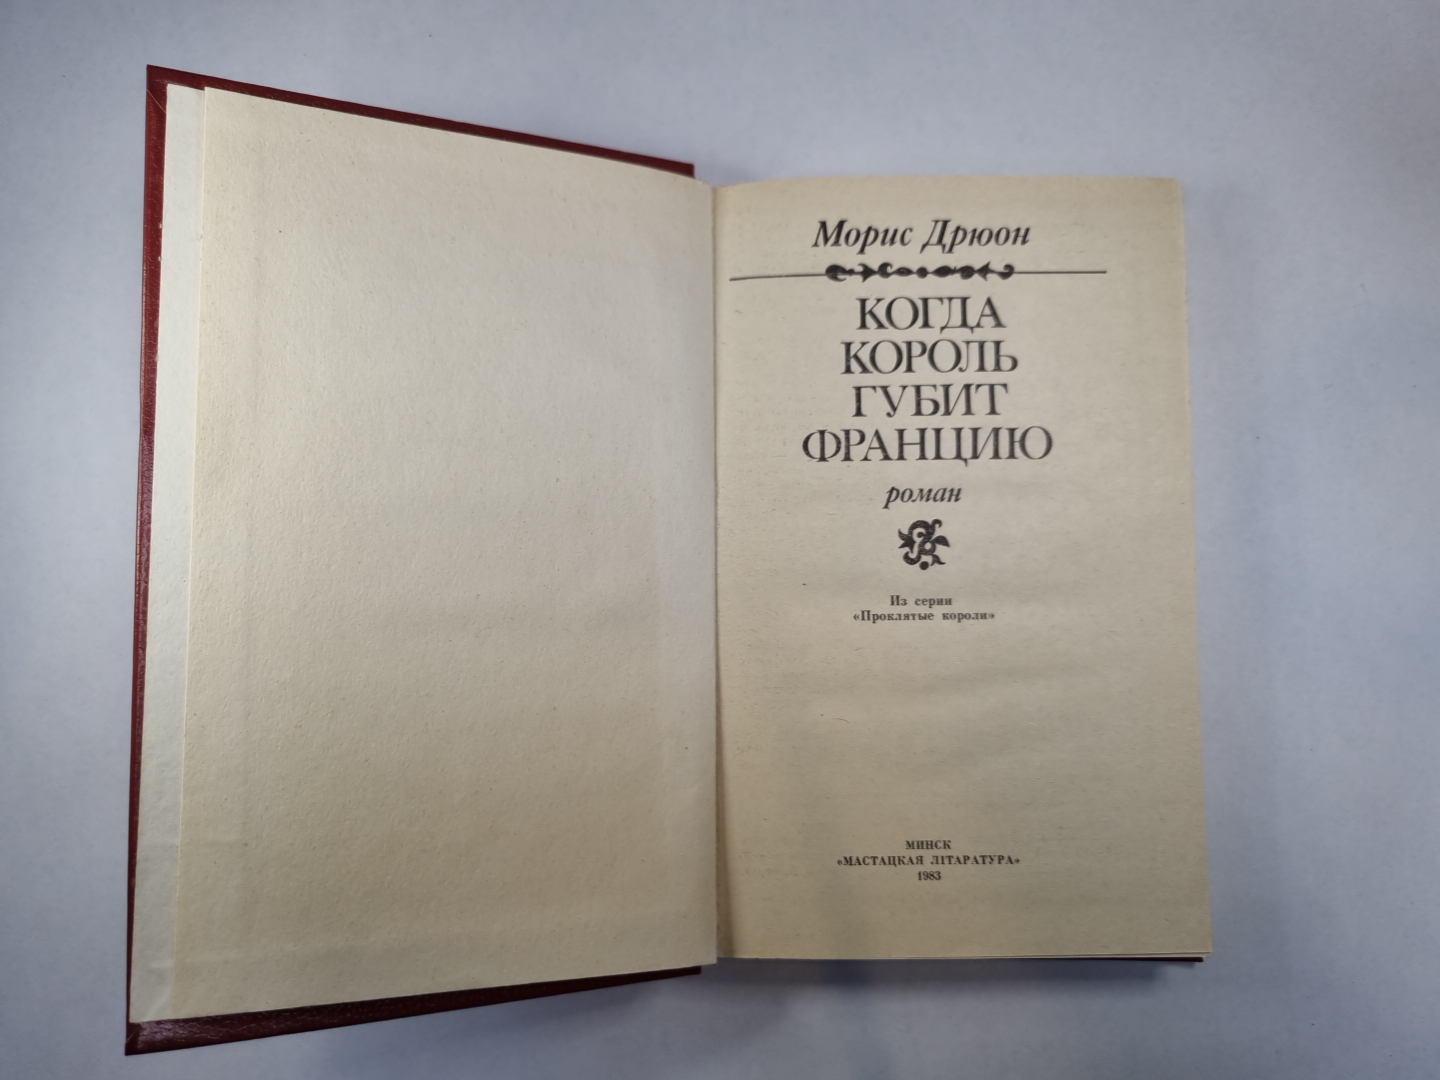 Морис Дрюон
КОГДА
КОРОЛЬ
ГУБИТ
ФРАНЦИЮ
роман
Из серии
«Проклятые короли»
МИНСК
«МАСТАЦКАЯ ЛІТАРАТУРА»
1983